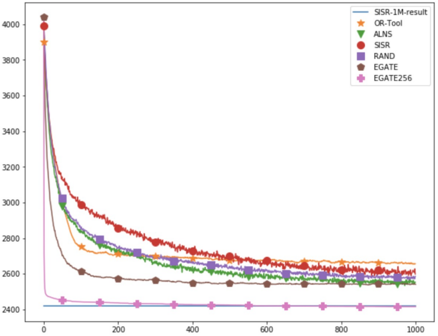 4000
3800
3600
3400
3200
3000
2800
2600
2400
0
200
400
600
800
1000
SISR-1M-result
OR-Tool
ALNS
SISR
RAND
EGATE
EGATE256